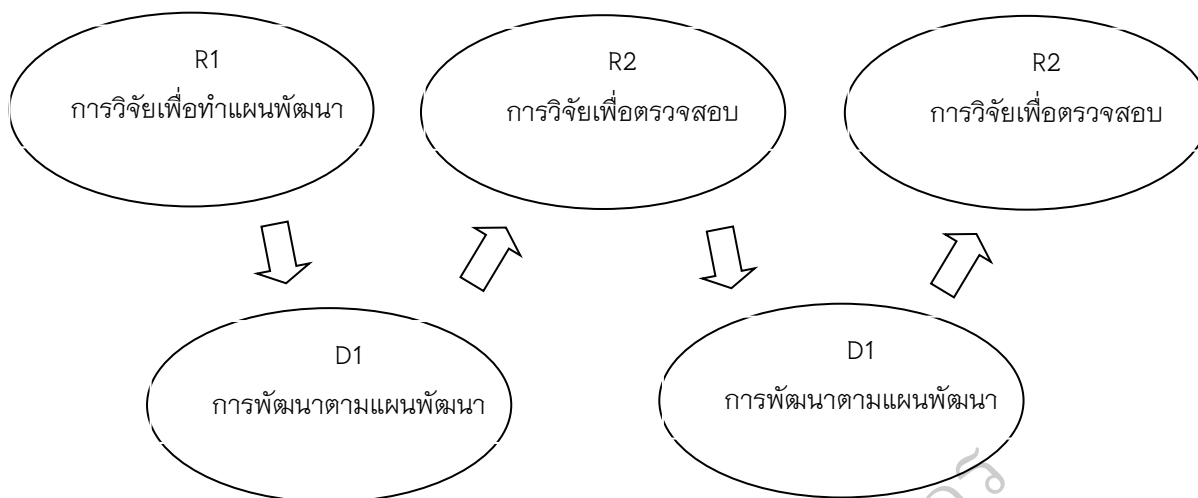 R1
การวิจัยเพื่อทำแผนพัฒนา
R2
การวิจัยเพื่อตรวจสอบ
R2
การวิจัยเพื่อตรวจสอบ
D1
การพัฒนาตามแผนพัฒนา
D1
การพัฒนาตามแผนพัฒนา